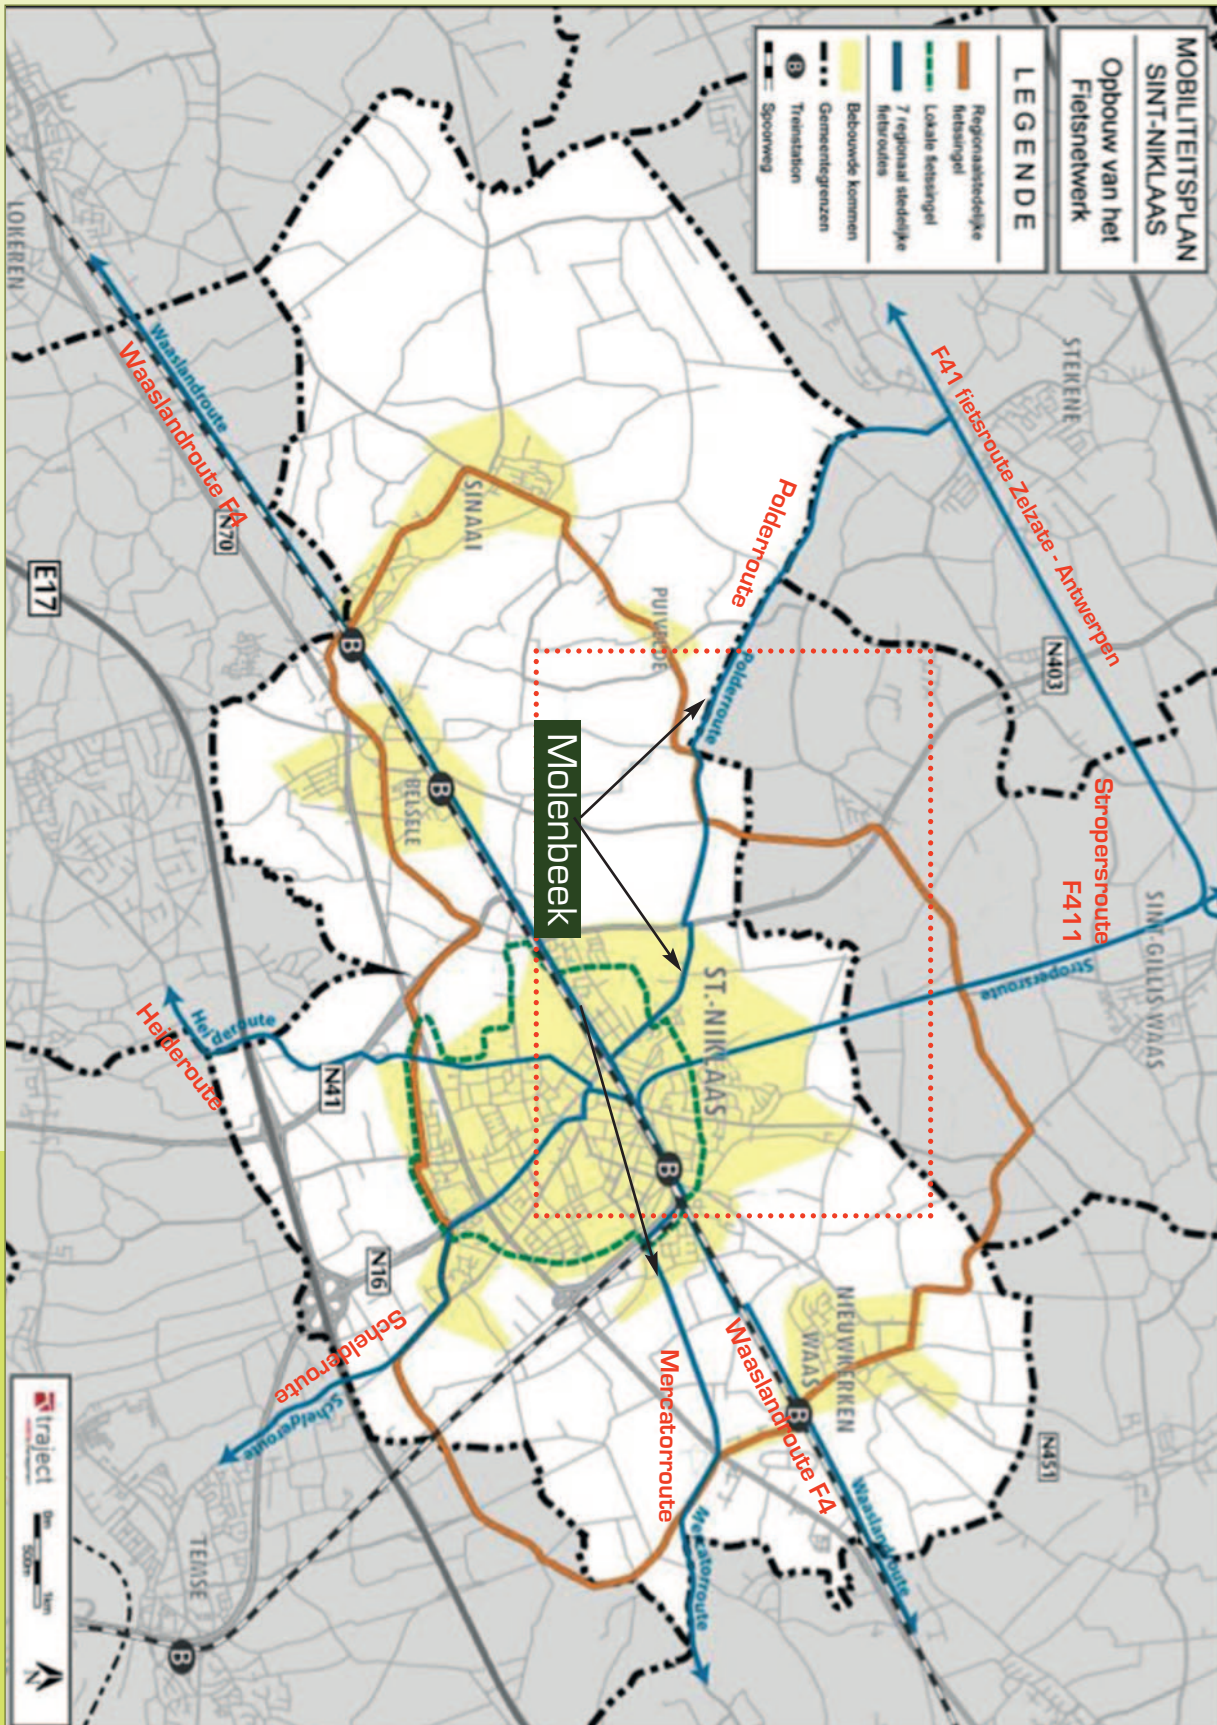 MOBILITEITSPLAN
SINT-NIKLAAS
Opbouw van het
Fietsnetwerk
LEGENDE
Regionaalstedelijke
fietssingel
Lokale fietssingel
7 regionaal stedelijke
fietsroutes
Bebouwde kommen
Gemeentegrenzen
B
Treinstation
Spoorweg
STEKENE
F41 fietsroute Zelzate - Antwerpen
N403
Stropersroute
F411
SINT-GILLIS WAAS
Stropersroute
N451
Polderroute
Polderroute
PUIVELDE
SINAAI
LOKEREN
Waaslandroute
Waaslandroute F4
N70
E17
B
B
BELSELE
Molenbeek
ST.-NIKLAAS
B
NIEUWKERKEN
WAAS
B
Waaslandroute F4
Waaslandroute
Mercatorroute
Mercatorroute
Heideroute
Heideroute
N41
N16
Schelderoute
Schelderoute
TEMSE
B
traject
0m
500m
1km
N